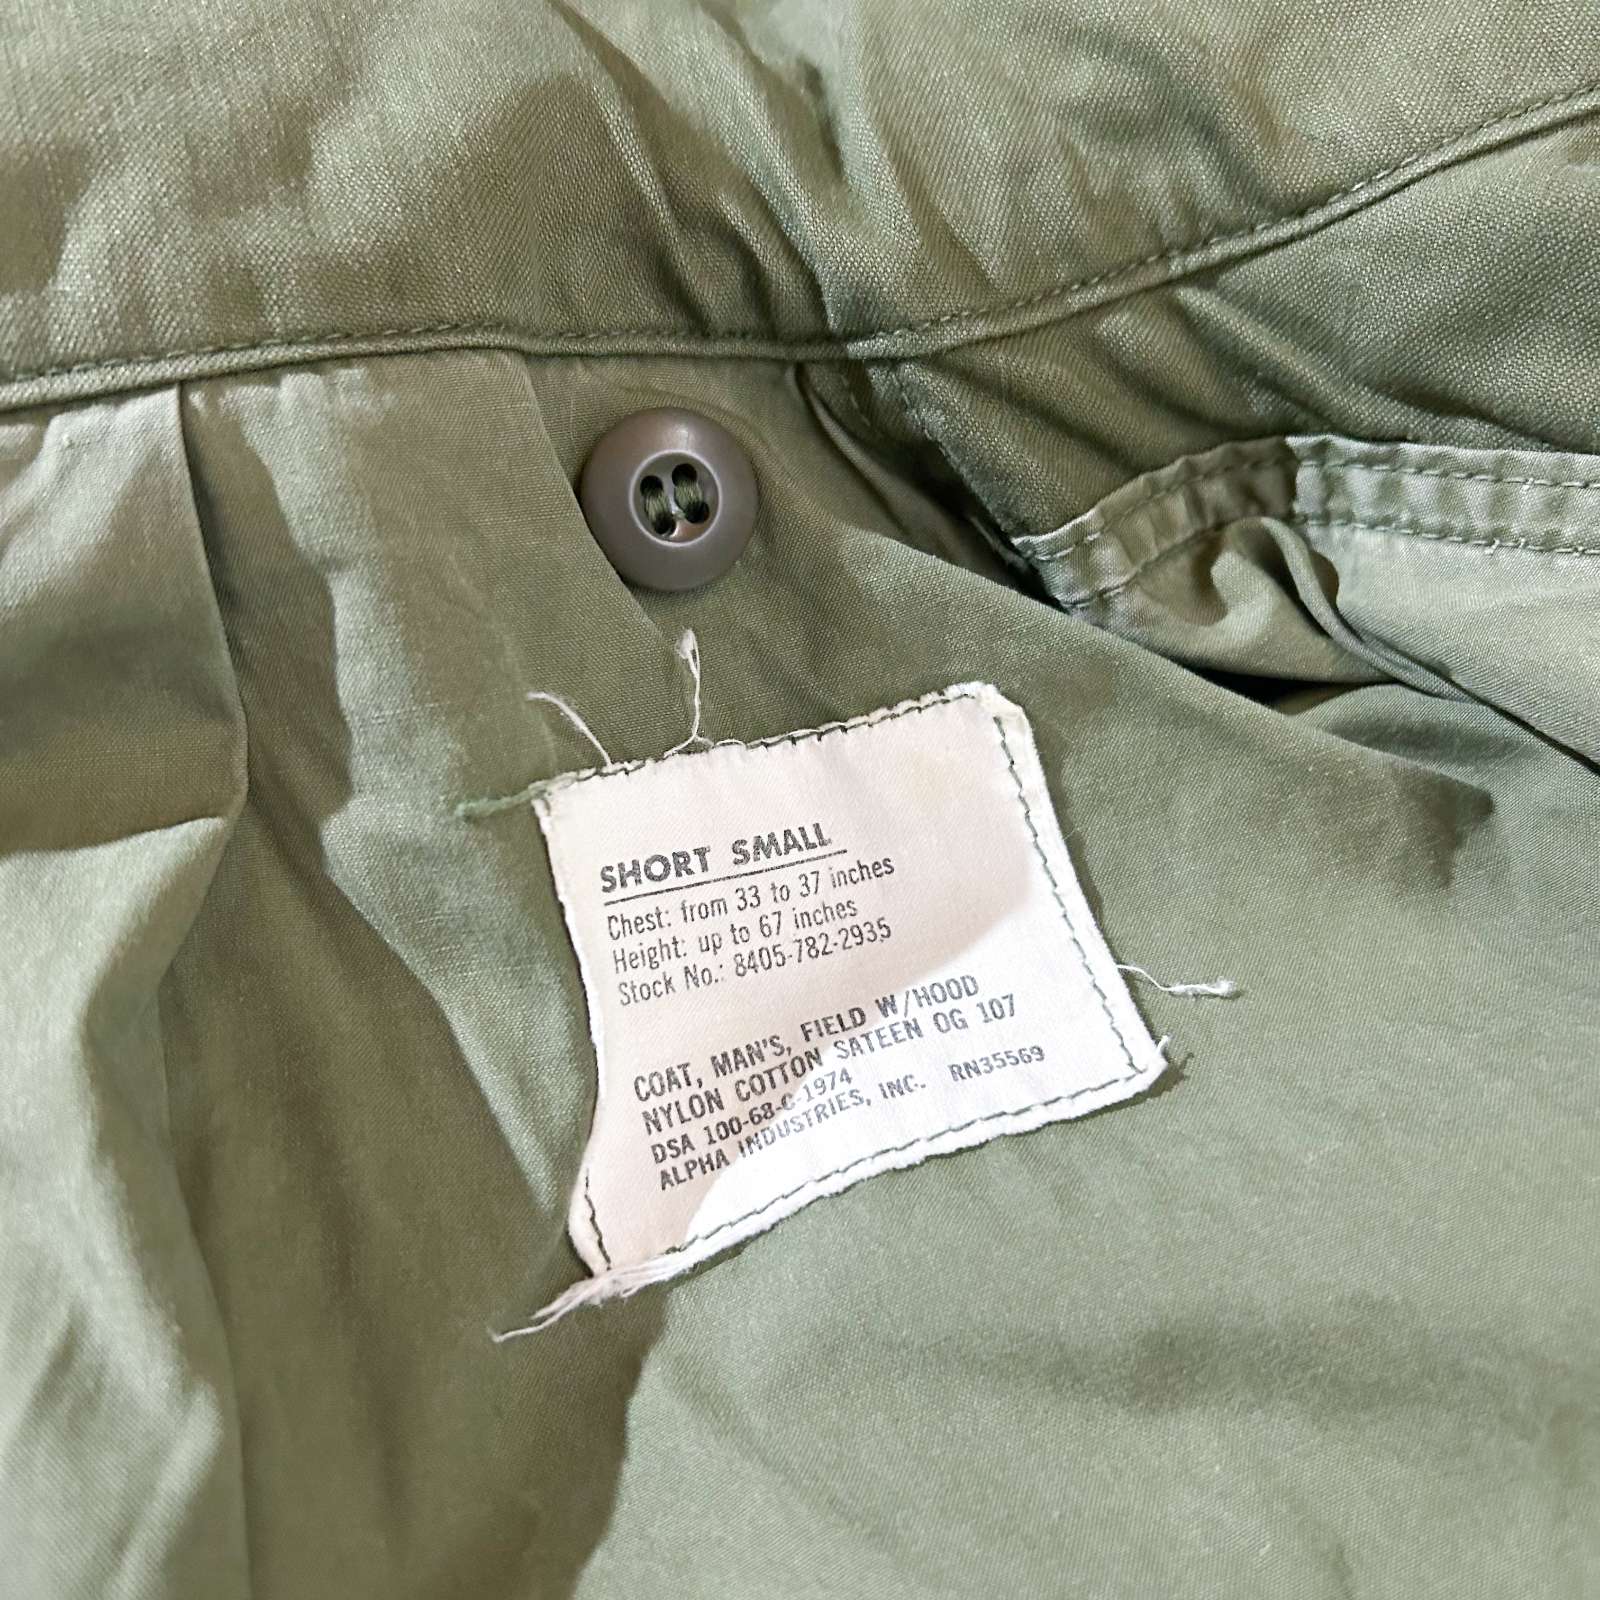 SHORT SMALL
Chest: from 33 to 37 inches
Height: up to 67 inches
Stock No.: 8405-782-2935
COAT, MAN'S, FIELD W/HOOD
NYLON COTTON SATEEN OG 107
DSA 100-68-C-1974
ALPHA INDUSTRIES, INC. RN35569